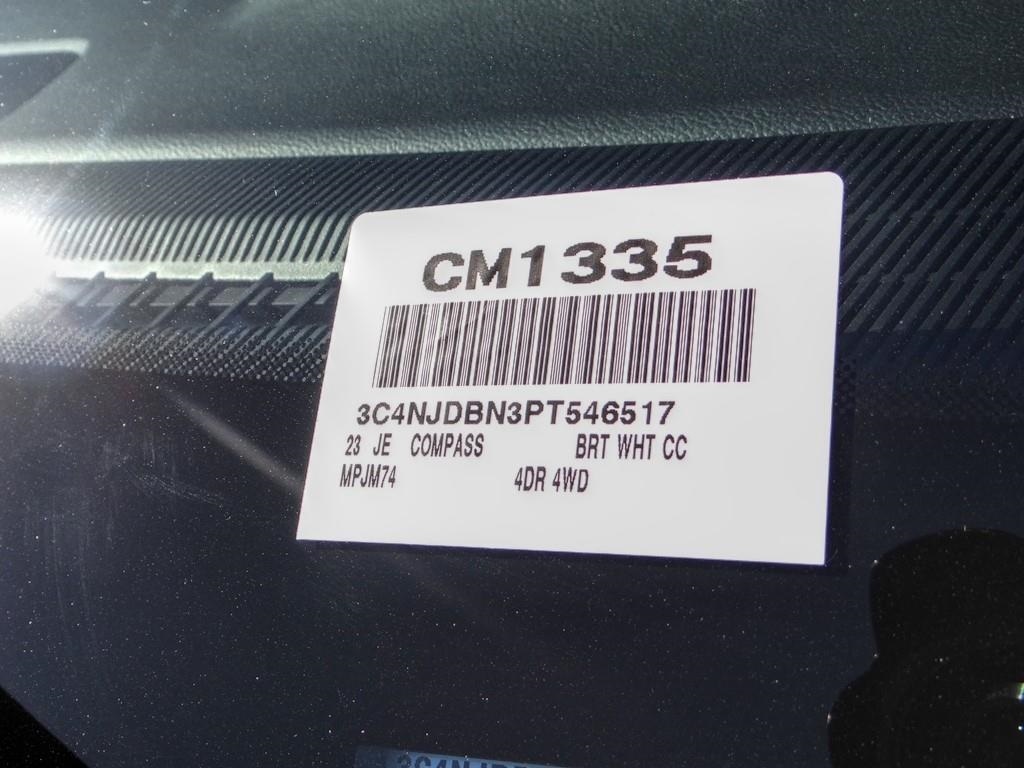 CM1335
3C4NJDBN3PT546517
23 JE COMPASS BRT WHT CC
MPJM74 4DR 4WD